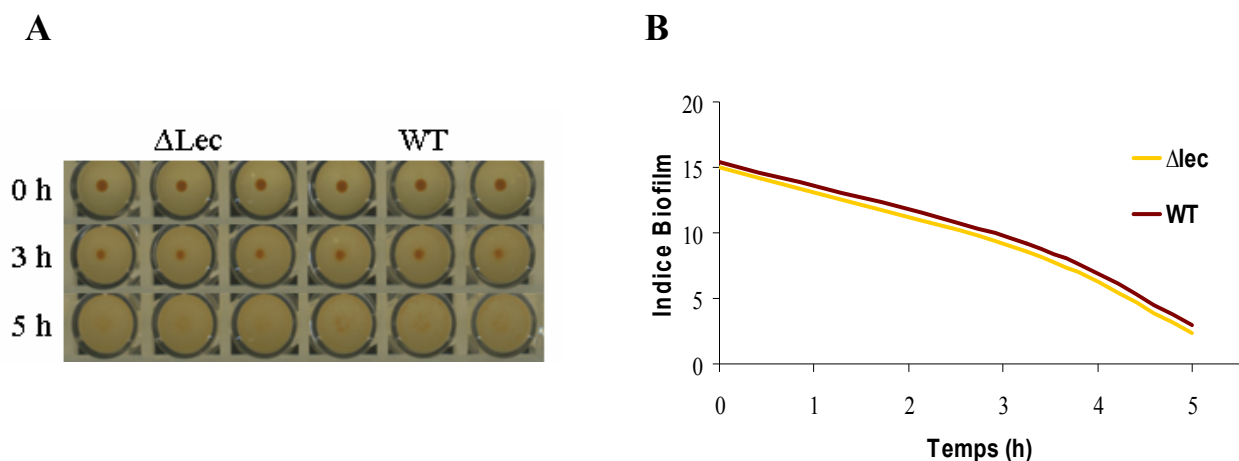 A
ΔLec WT
0 h
3 h
5 h
B
Indice Biofilm
20
15
10
5
0
0 1 2 3 4 5
Temps (h)
Δlec
WT